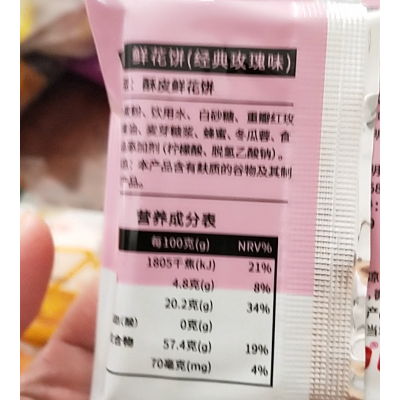 鲜花饼(经典玫瑰味)
：酥皮鲜花饼
粉、饮用水、白砂糖、重瓣红玫
油、麦芽糖浆、蜂蜜、冬瓜蓉、食
添加剂(柠檬酸、脱氢乙酸钠)。
：本产品含有麸质的谷物及其制
品。
营养成分表
每100克(g) NRV%
1805千焦(kJ) 21%
4.8克(g) 8%
20.2克(g) 34%
(酸) 0克(g)
合物 57.4克(g) 19%
70毫克(mg) 4%